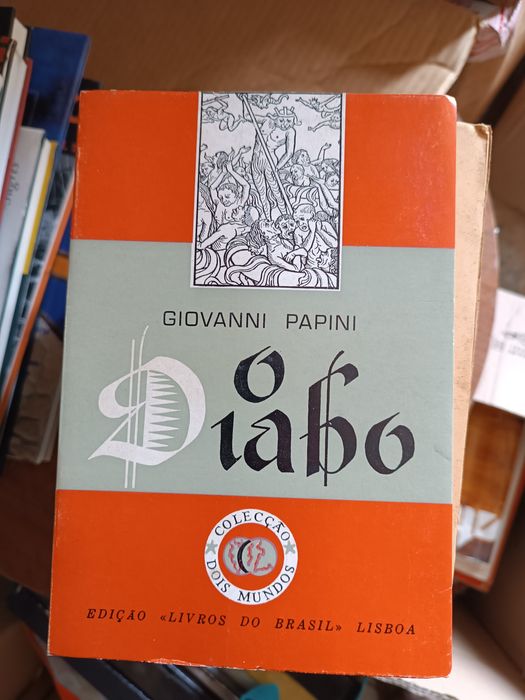 GIOVANNI PAPINI
O
Diabo
COLECÇÃO
DOIS MUNDOS
EDIÇÃO «LIVROS DO BRASIL» LISBOA